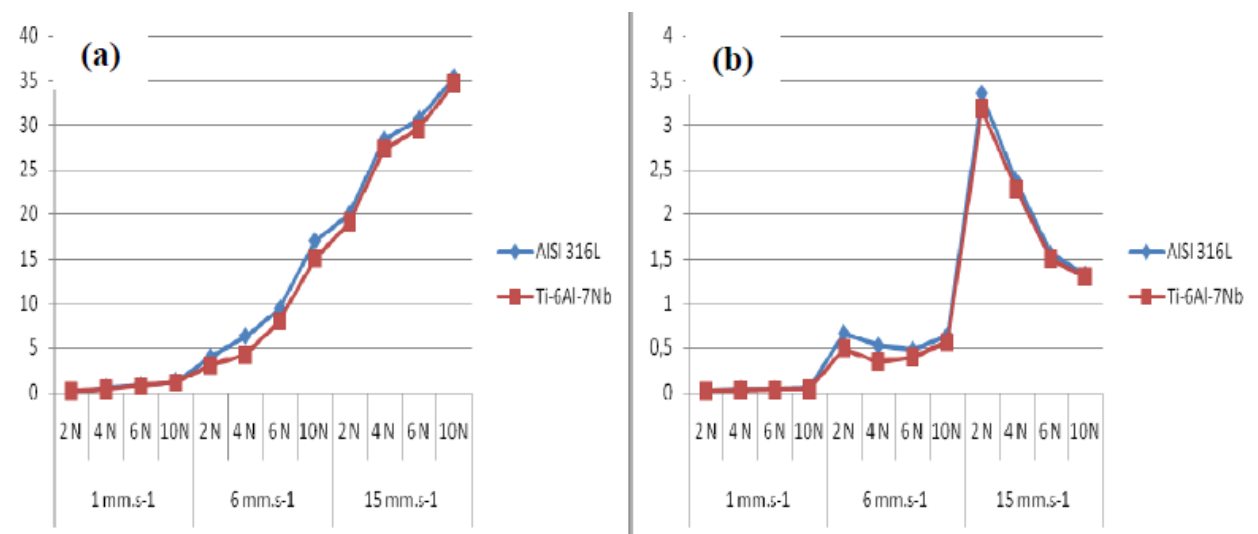 (a)
40
35
30
25
20
15
10
5
0
2 N 4 N 6 N 10N 2 N 4 N 6 N 10N 2 N 4 N 6 N 10N
1 mm.s-1 6 mm.s-1 15 mm.s-1
AISI 316L
Ti-6Al-7Nb
(b)
4
3,5
3
2,5
2
1,5
1
0,5
0
2 N 4 N 6 N 10N 2 N 4 N 6 N 10N 2 N 4 N 6 N 10N
1 mm.s-1 6 mm.s-1 15 mm.s-1
AISI 316L
Ti-6Al-7Nb